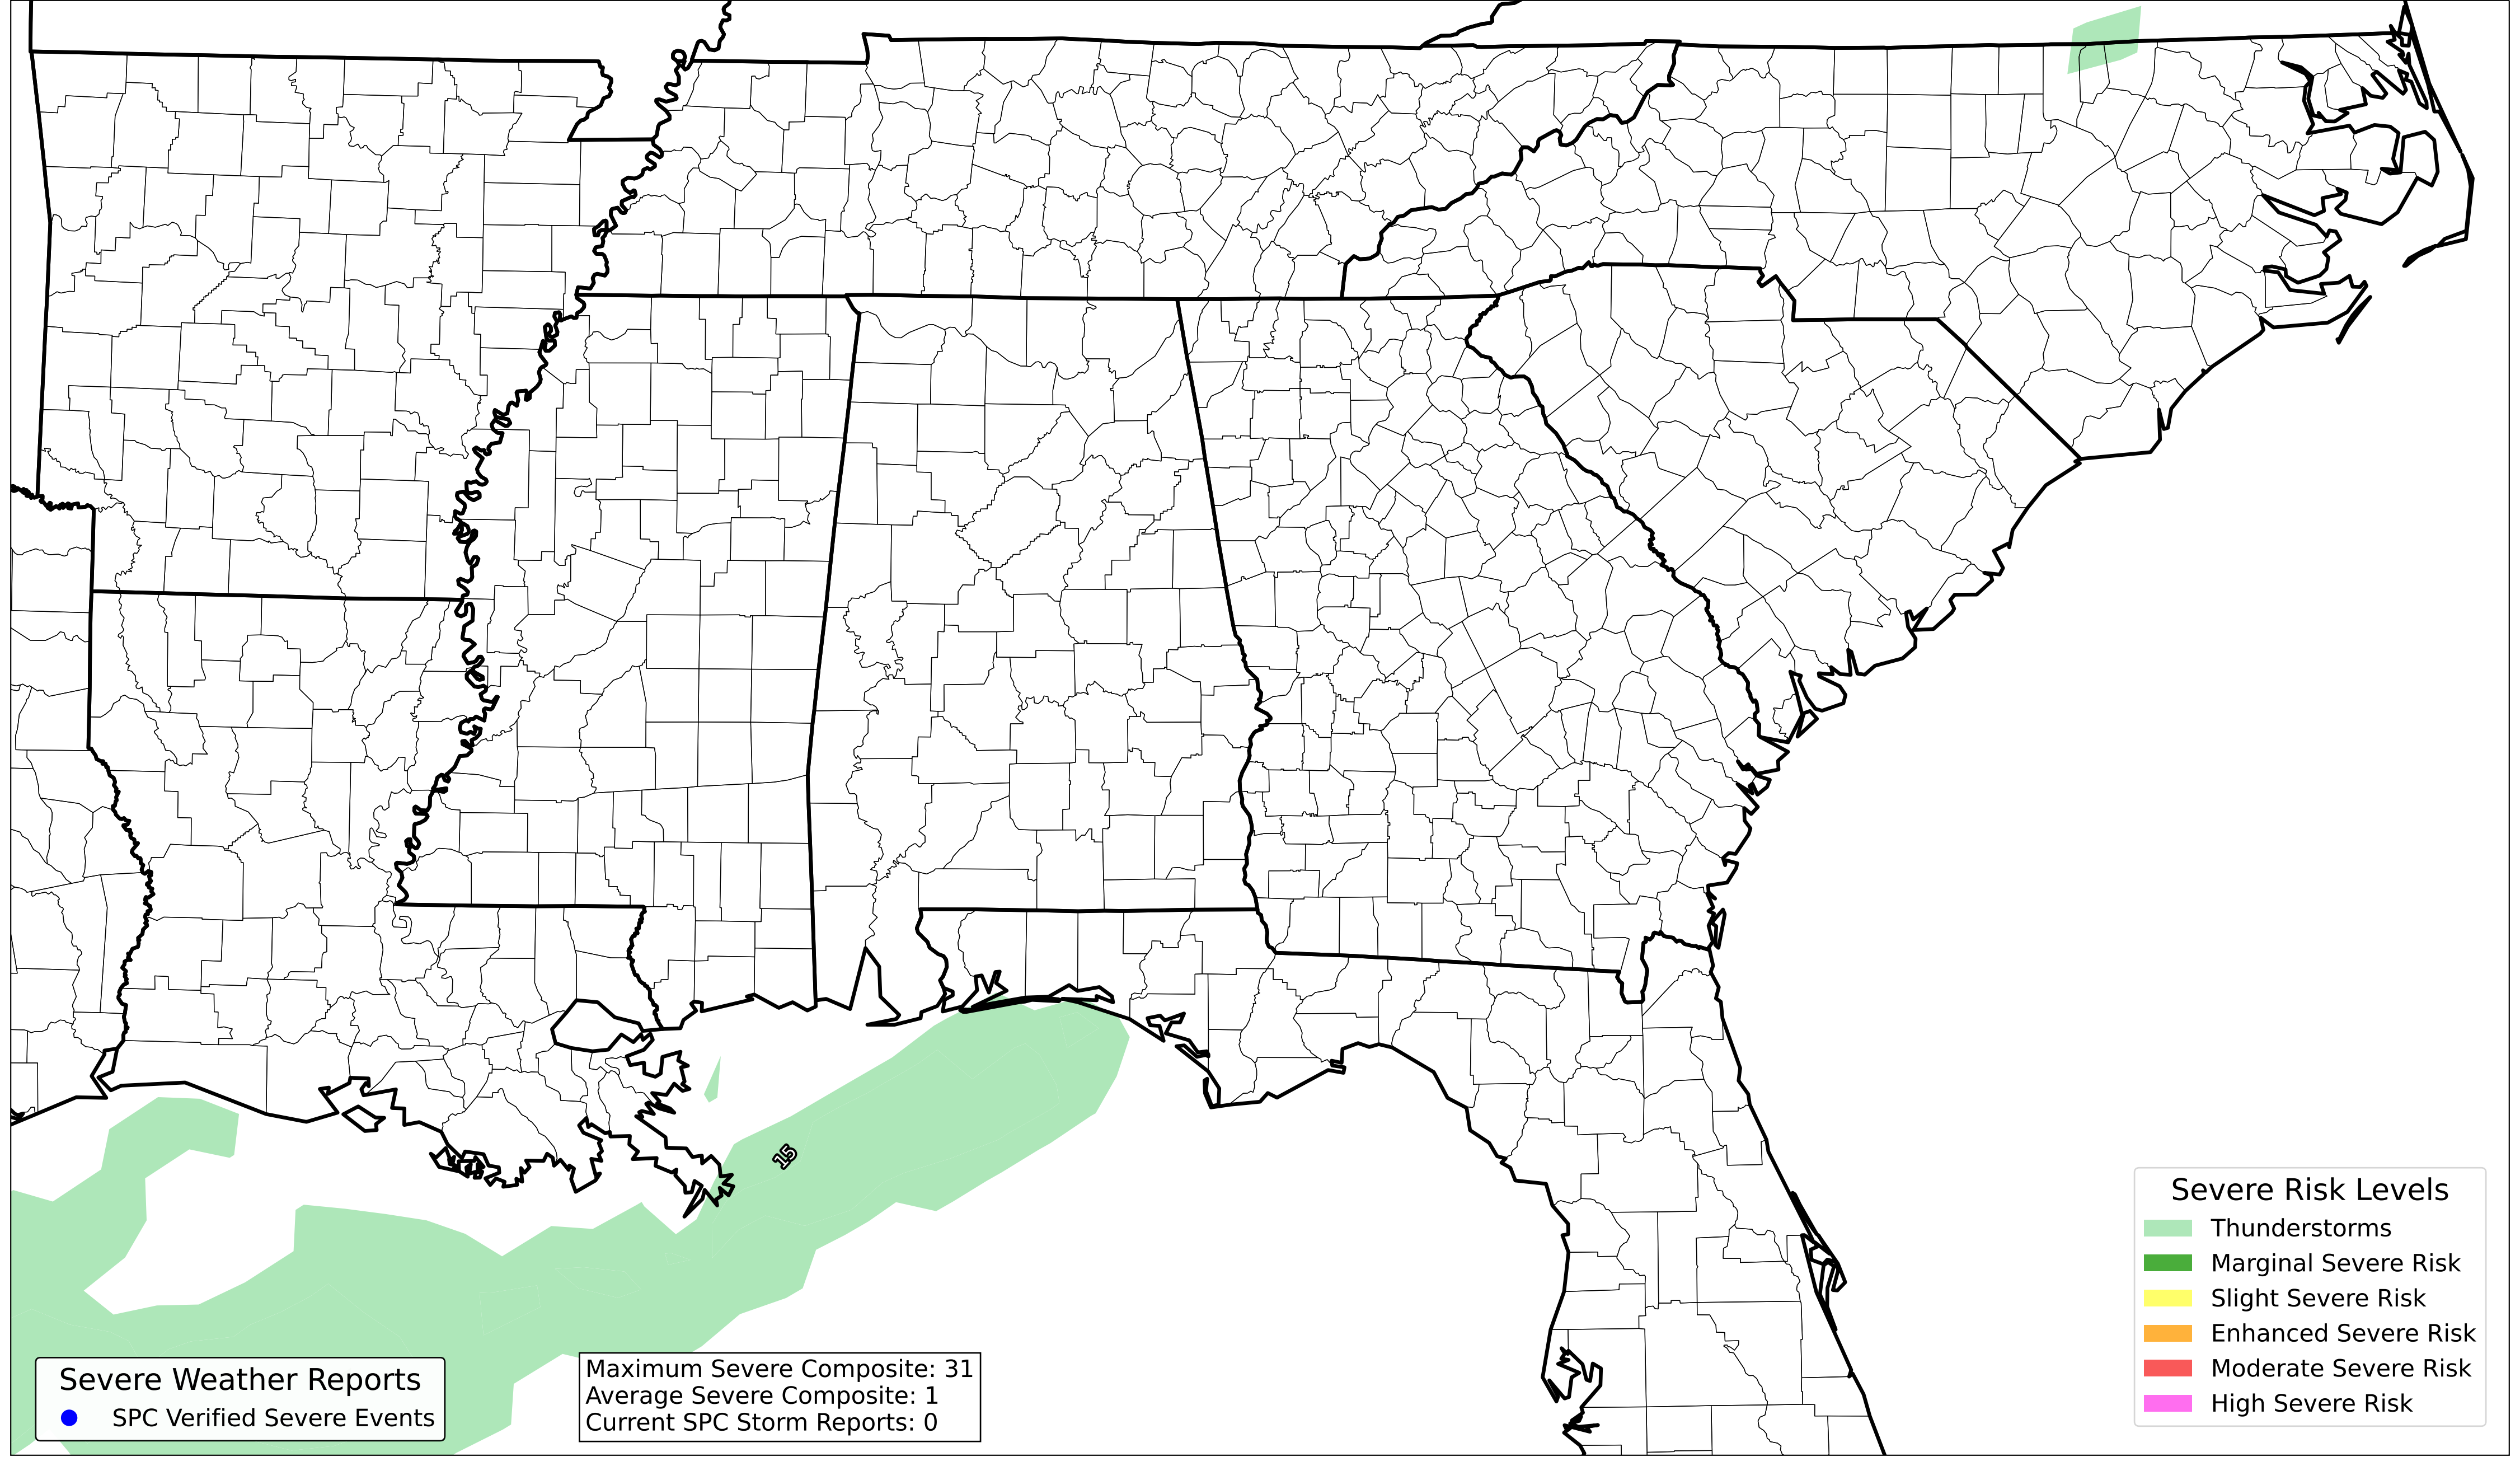 15
Severe Risk Levels
Thunderstorms
Marginal Severe Risk
Slight Severe Risk
Enhanced Severe Risk
Moderate Severe Risk
High Severe Risk
Severe Weather Reports
SPC Verified Severe Events
Maximum Severe Composite: 31
Average Severe Composite: 1
Current SPC Storm Reports: 0